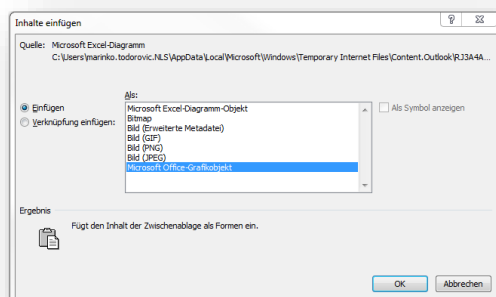 Inhalte einfügen
Quelle: Microsoft Excel-Diagramm
C:\Users\marinko.todorovic.NLS\AppData\Local\Microsoft\Windows\Temporary Internet Files\Content.Outlook\RJ3A4A...
Als:
Einfügen
Verknüpfung einfügen:
Microsoft Excel-Diagramm-Objekt
Bitmap
Bild (Erweiterte Metadatei)
Bild (GIF)
Bild (PNG)
Bild (JPEG)
Microsoft Office-Grafikobjekt
Als Symbol anzeigen
Ergebnis
Fügt den Inhalt der Zwischenablage als Formen ein.
OK Abbrechen